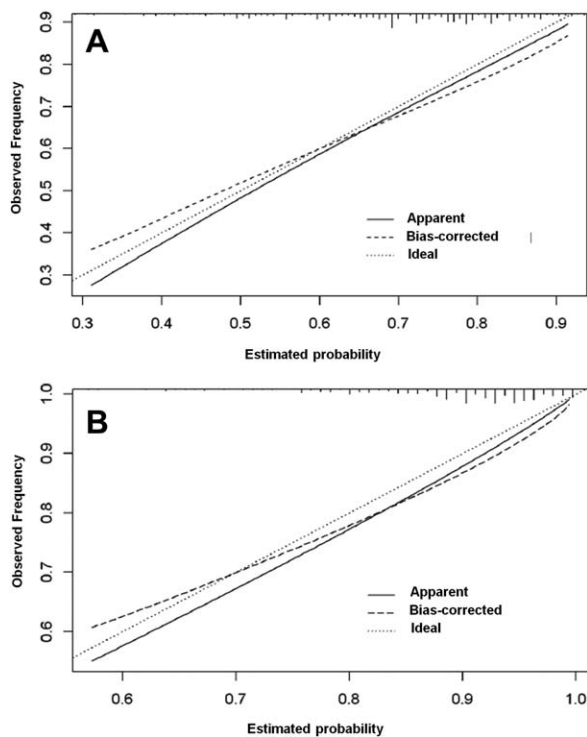 A
0.9
0.8
0.7
0.6
0.5
0.4
0.3
Observed Frequency
Apparent
Bias-corrected
Ideal
0.3 0.4 0.5 0.6 0.7 0.8 0.9
Estimated probability
B
1.0
0.9
0.8
0.7
0.6
Observed Frequency
Apparent
Bias-corrected
Ideal
0.6 0.7 0.8 0.9 1.0
Estimated probability